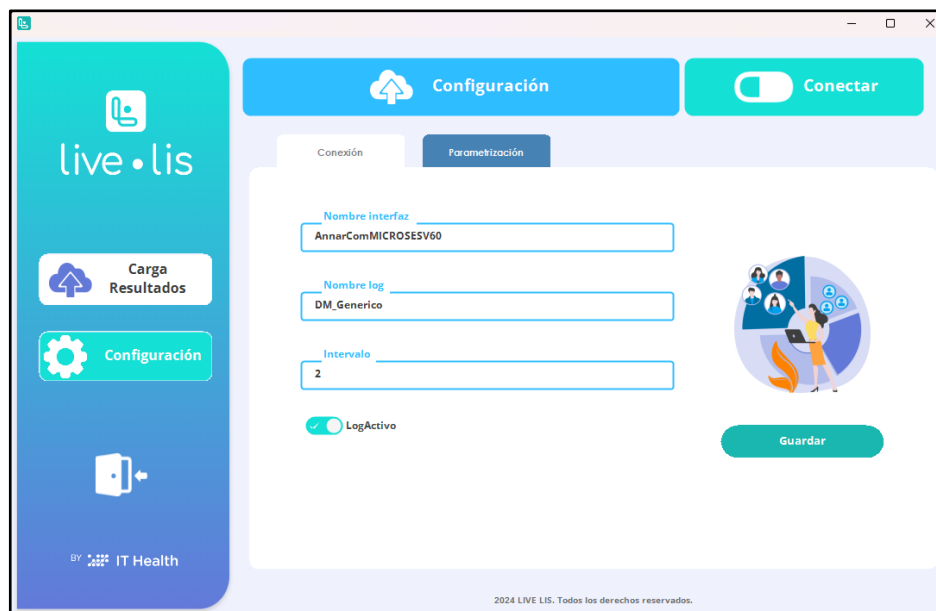 live•lis
Carga
Resultados
Configuración
BY IT Health
Configuración
Conectar
Conexión
Parametrización
Nombre interfaz
AnnarComMICROSESV60
Nombre log
DM_Generico
Intervalo
2
LogActivo
Guardar
2024 LIVE LIS. Todos los derechos reservados.